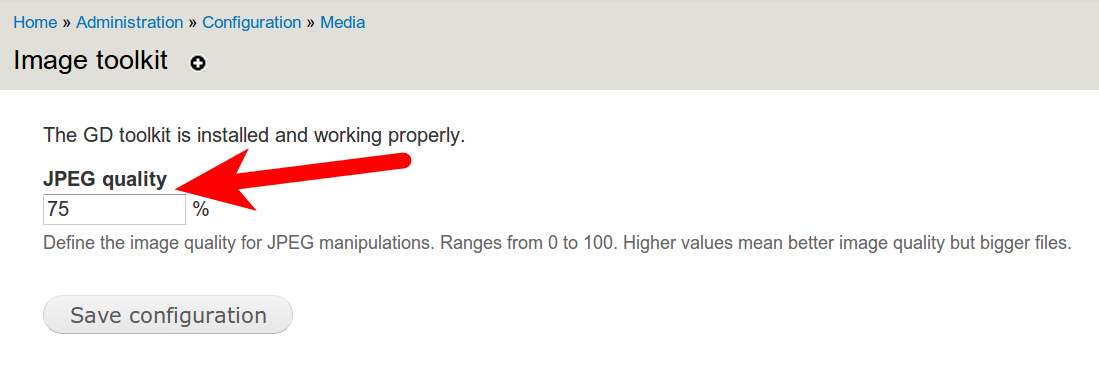 Home » Administration » Configuration » Media
Image toolkit
The GD toolkit is installed and working properly.
JPEG quality
75 %
Define the image quality for JPEG manipulations. Ranges from 0 to 100. Higher values mean better image quality but bigger files.
Save configuration